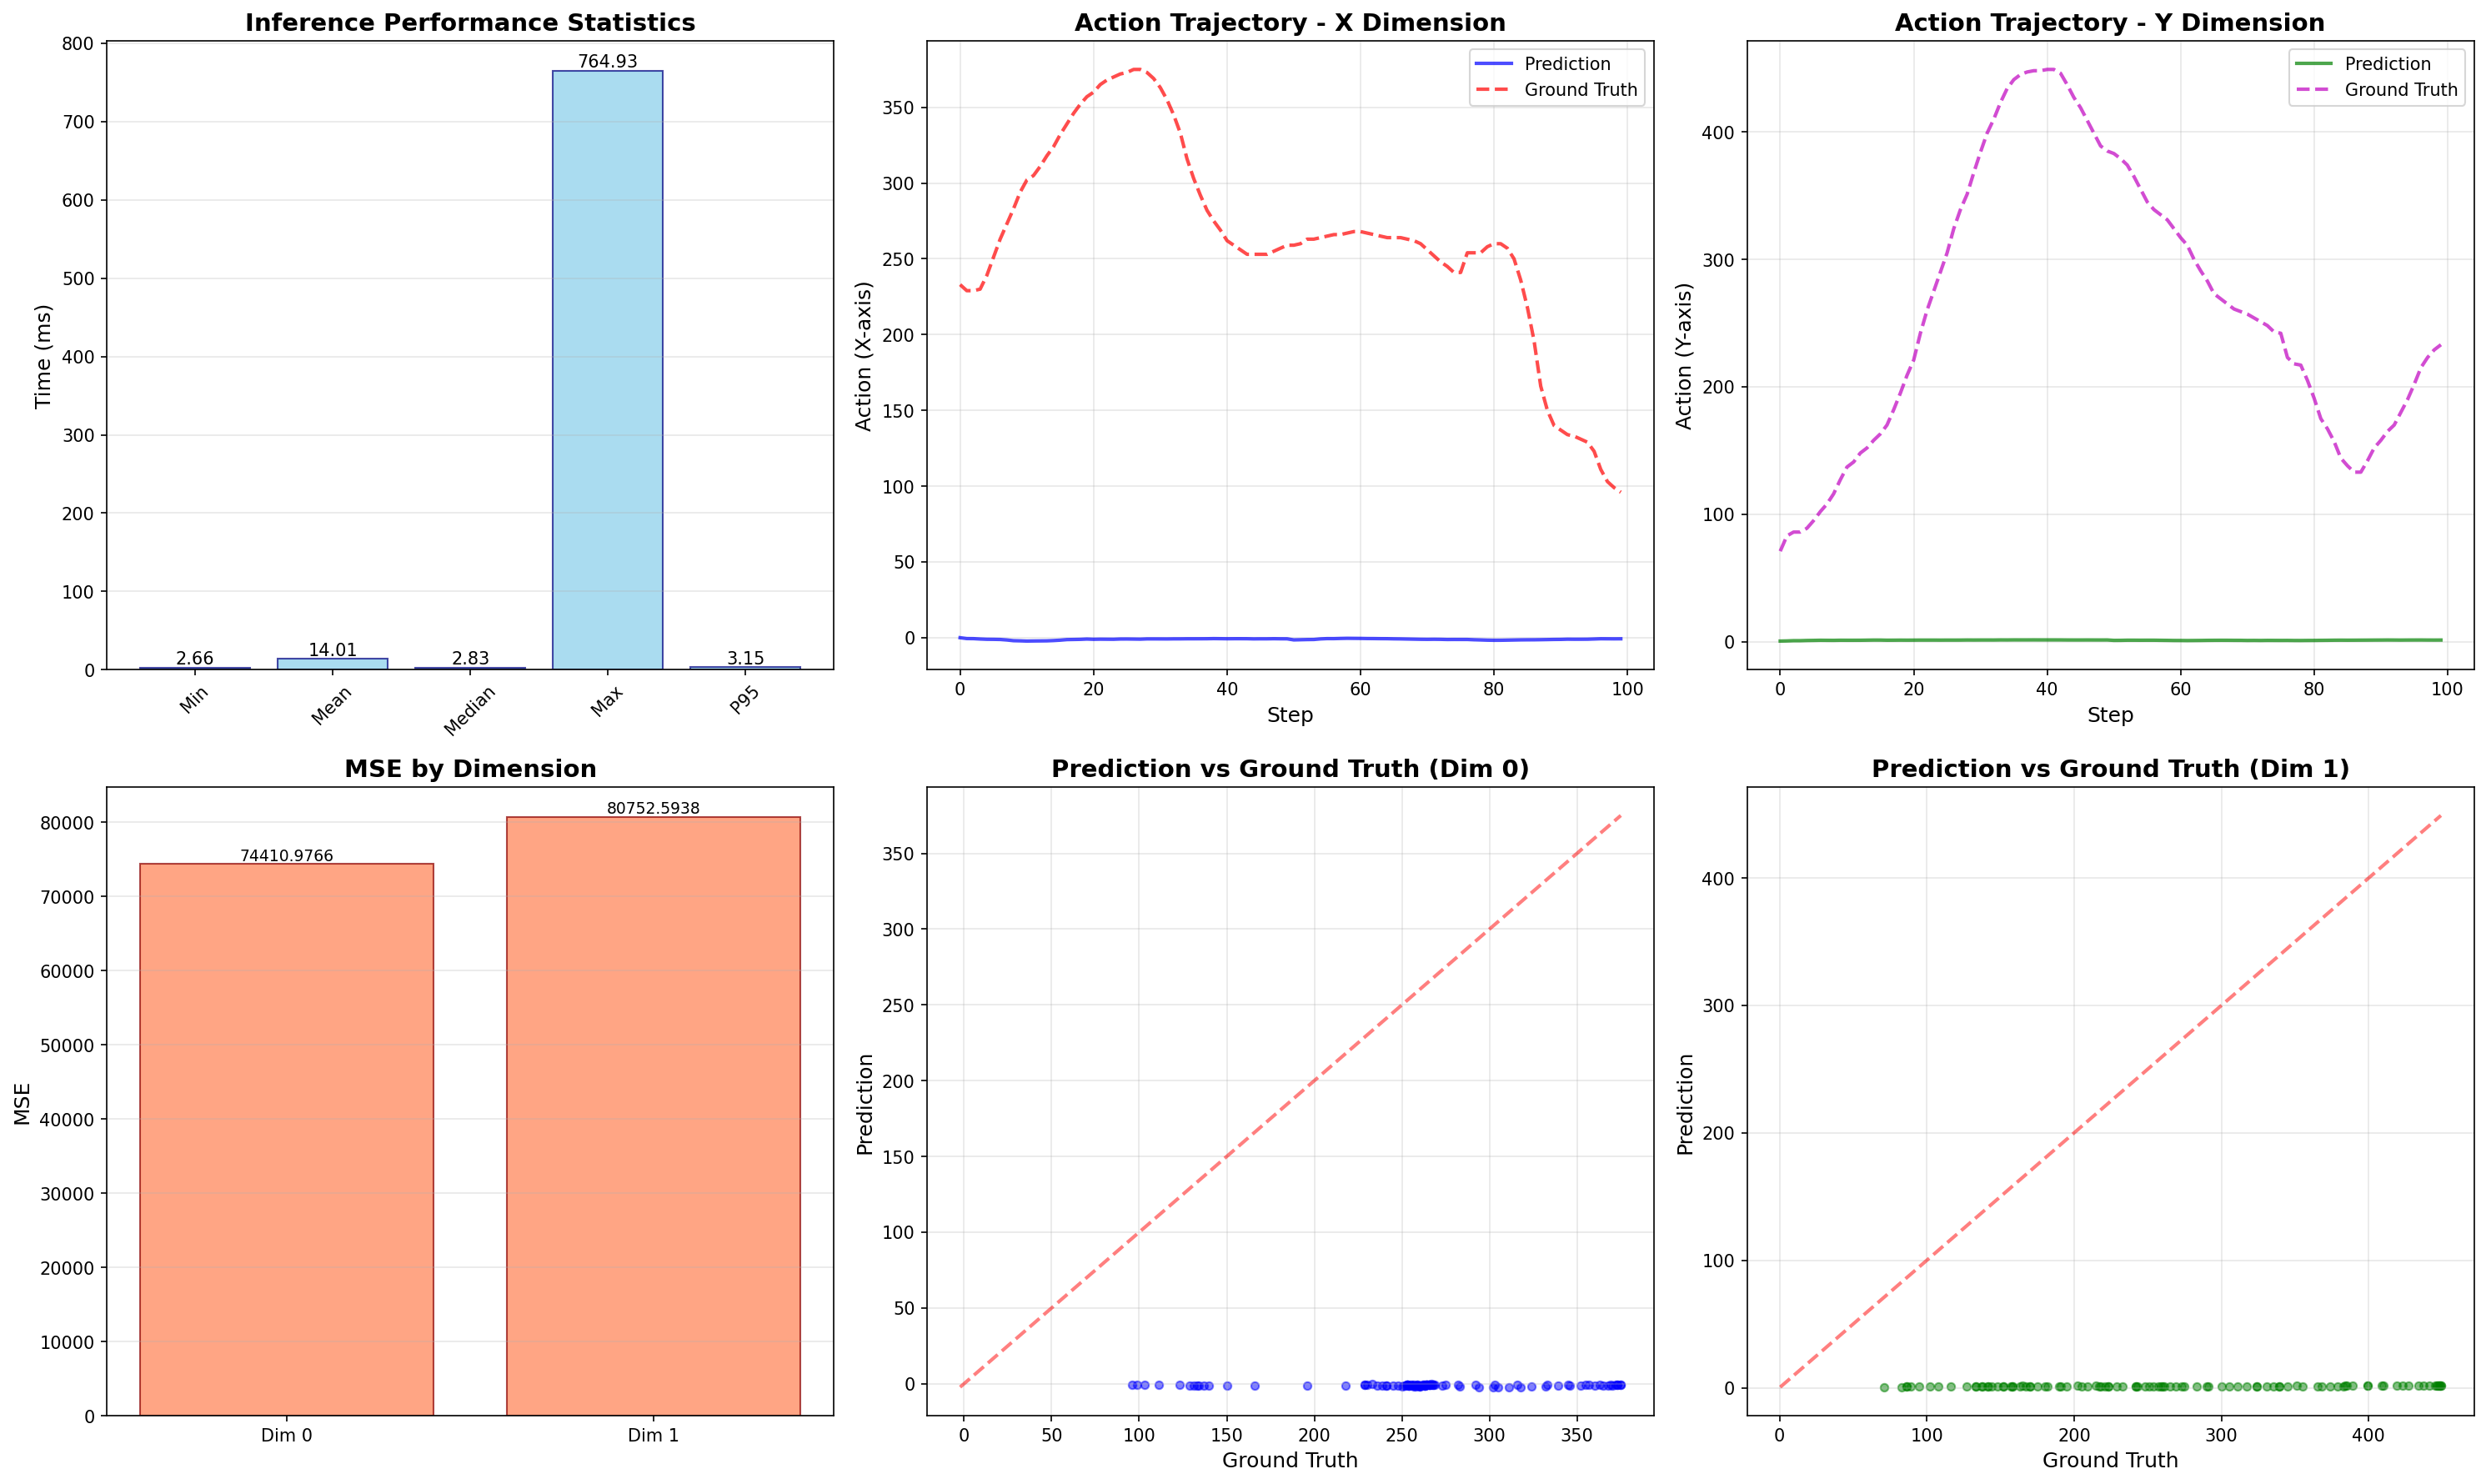 Inference Performance Statistics
Time (ms)
800
700
600
500
400
300
200
100
0
2.66
14.01
2.83
764.93
3.15
Min
Mean
Median
Max
P95
Action Trajectory - X Dimension
Prediction
Ground Truth
Action (X-axis)
350
300
250
200
150
100
50
0
0 20 40 60 80 100
Step
Action Trajectory - Y Dimension
Prediction
Ground Truth
Action (Y-axis)
400
300
200
100
0
0 20 40 60 80 100
Step
MSE by Dimension
MSE
80000
70000
60000
50000
40000
30000
20000
10000
0
74410.9766
80752.5938
Dim 0 Dim 1
Prediction vs Ground Truth (Dim 0)
Prediction
350
300
250
200
150
100
50
0
0 50 100 150 200 250 300 350
Ground Truth
Prediction vs Ground Truth (Dim 1)
Prediction
400
300
200
100
0
0 100 200 300 400
Ground Truth